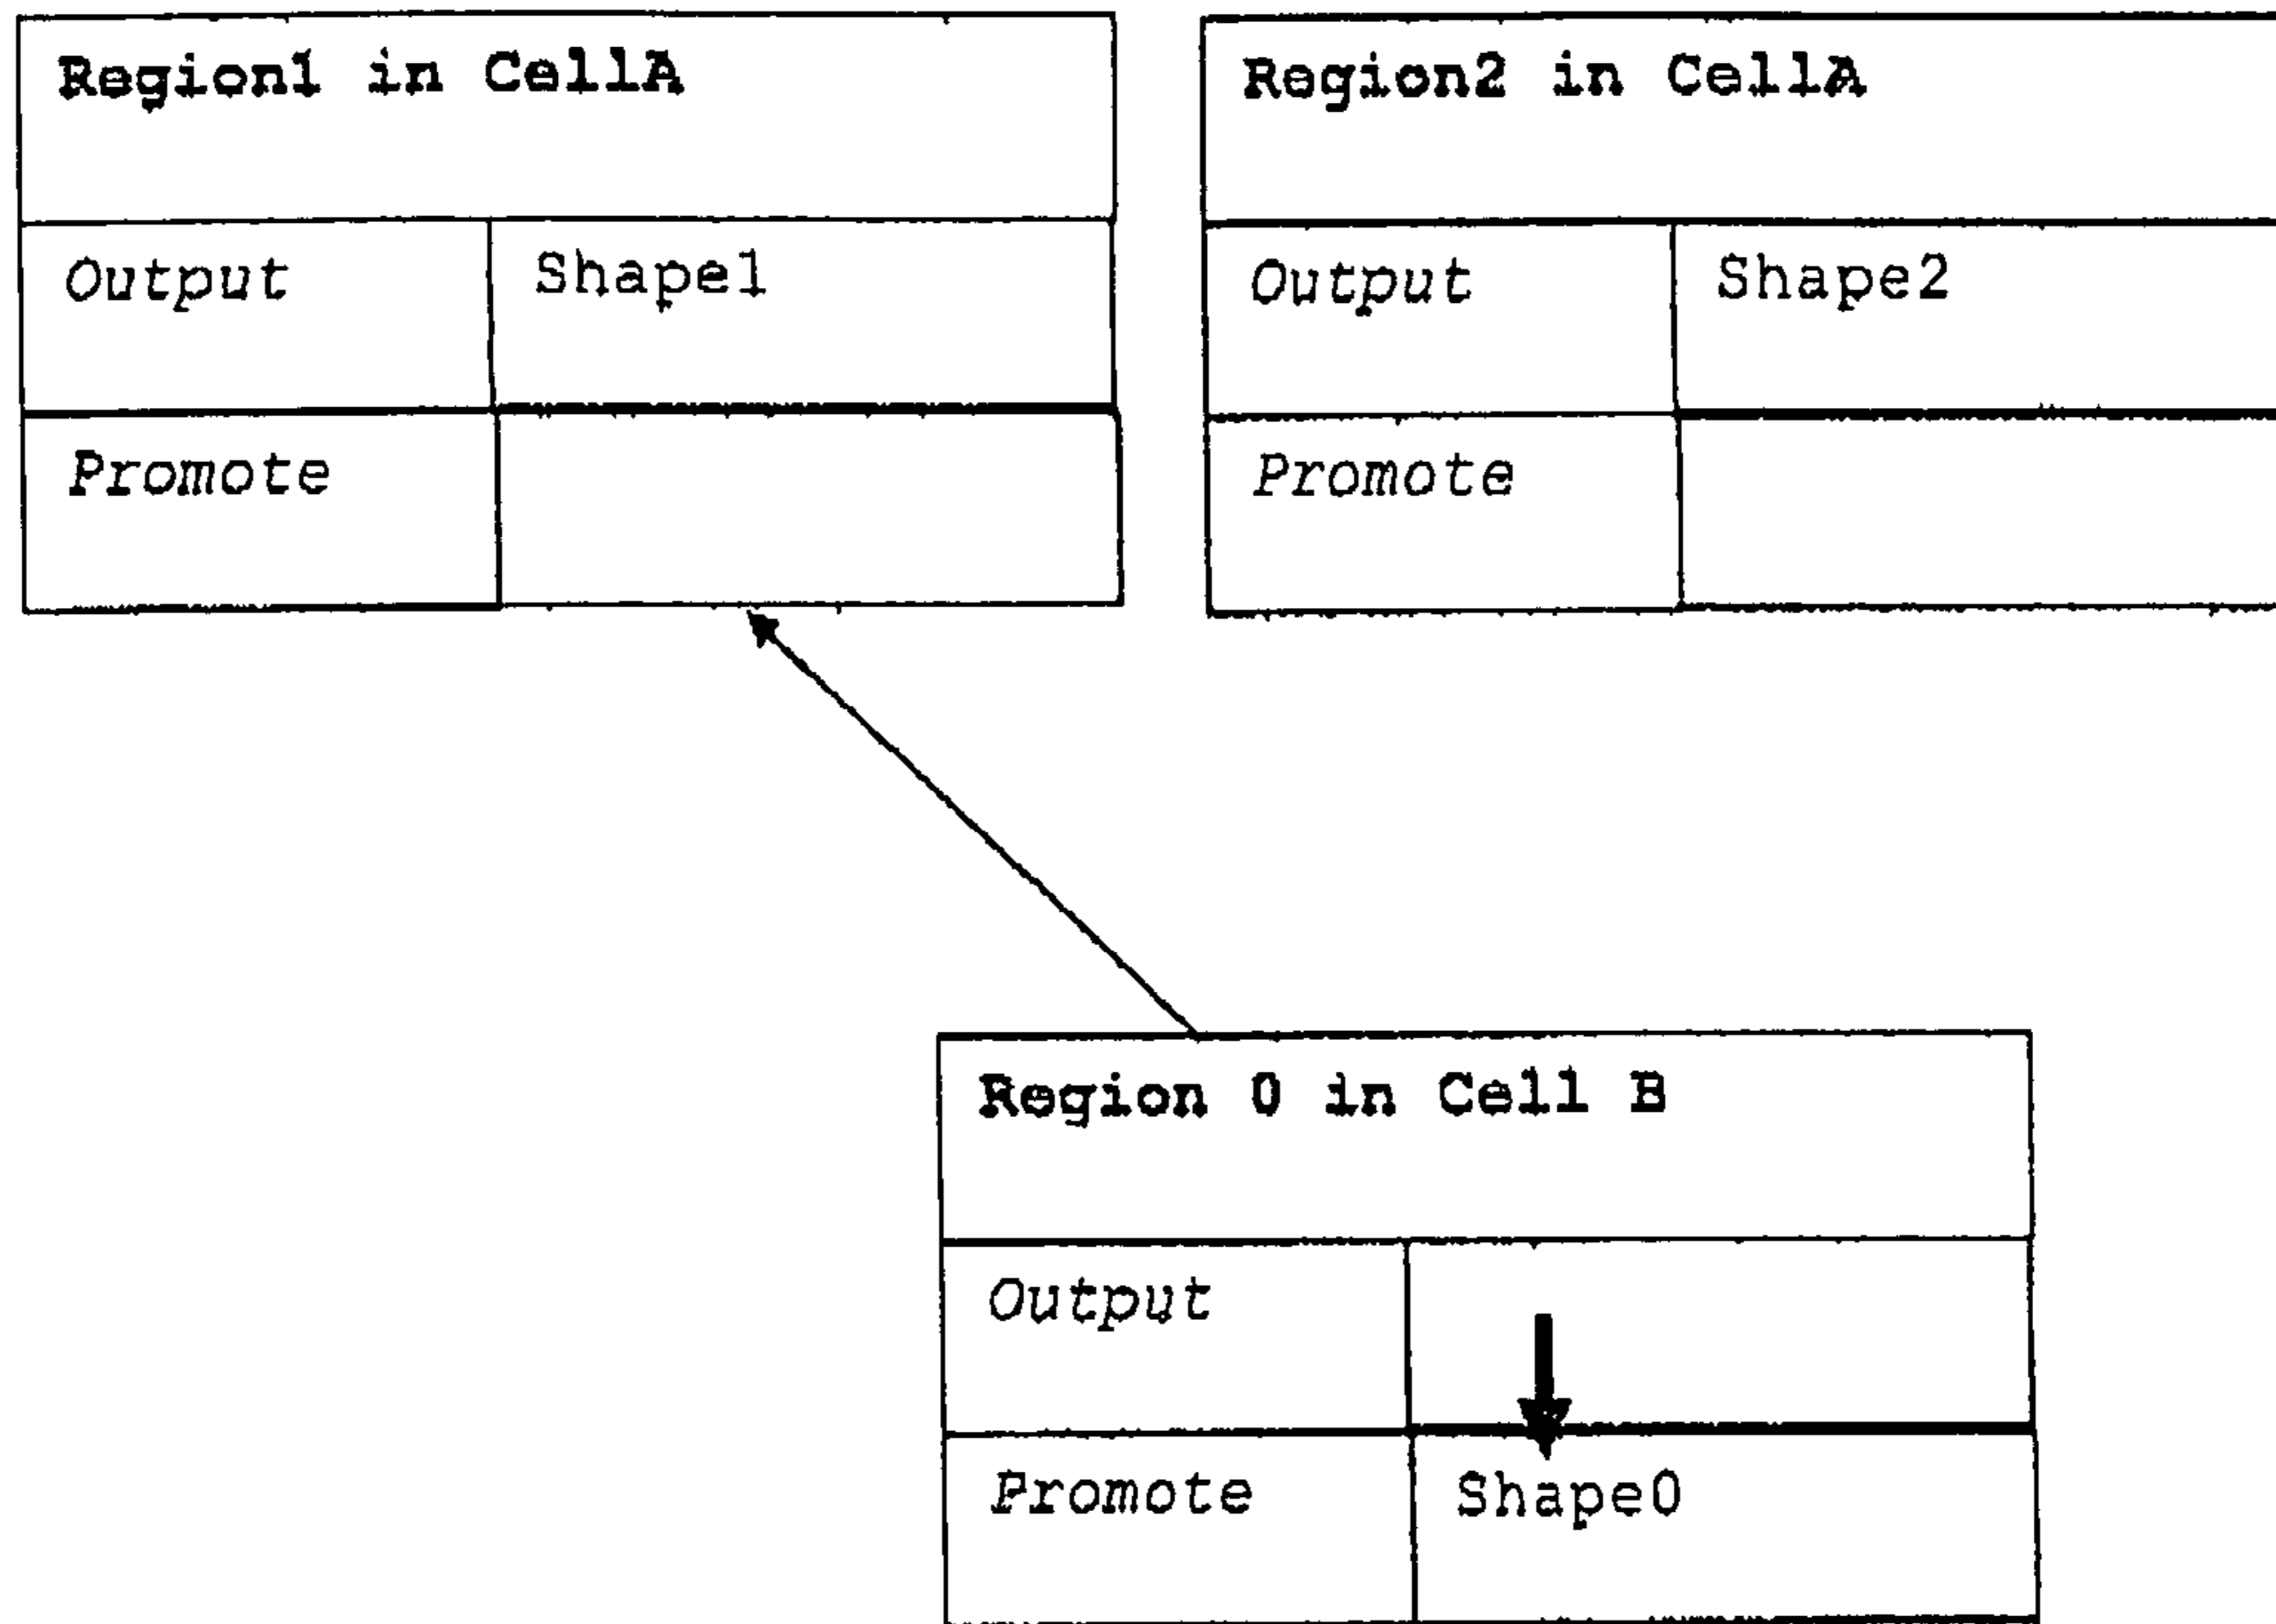 Region1 in CellA
Output Shape1
Promote
Region2 in CellA
Output Shape2
Promote
Region 0 in Cell B
Output
Promote Shape0